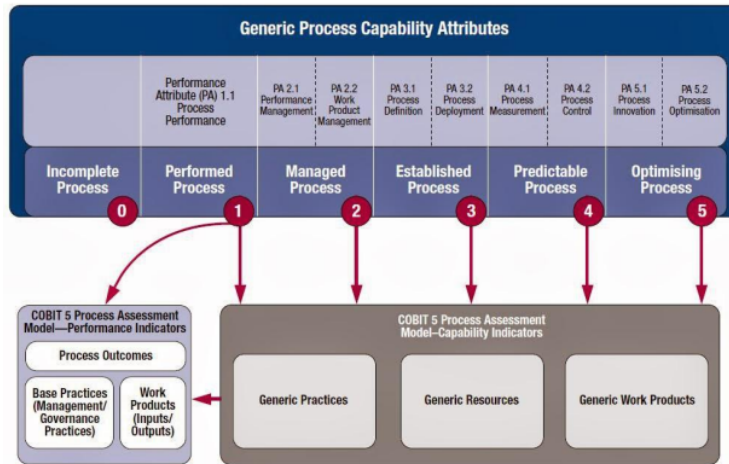 Generic Process Capability Attributes
Performance
Attribute (PA) 1.1
Process
Performance
PA 2.1
Performance
Management
PA 2.2
Work
Product
Management
PA 3.1
Process
Definition
PA 3.2
Process
Deployment
PA 4.1
Process
Measurement
PA 4.2
Process
Control
PA 5.1
Process
Innovation
PA 5.2
Process
Optimisation
Incomplete
Process
0
Performed
Process
1
Managed
Process
2
Established
Process
3
Predictable
Process
4
Optimising
Process
5
COBIT 5 Process Assessment
Model—Performance Indicators
Process Outcomes
Base Practices
(Management/
Governance
Practices)
Work
Products
(Inputs/
Outputs)
COBIT 5 Process Assessment
Model–Capability Indicators
Generic Practices
Generic Resources
Generic Work Products